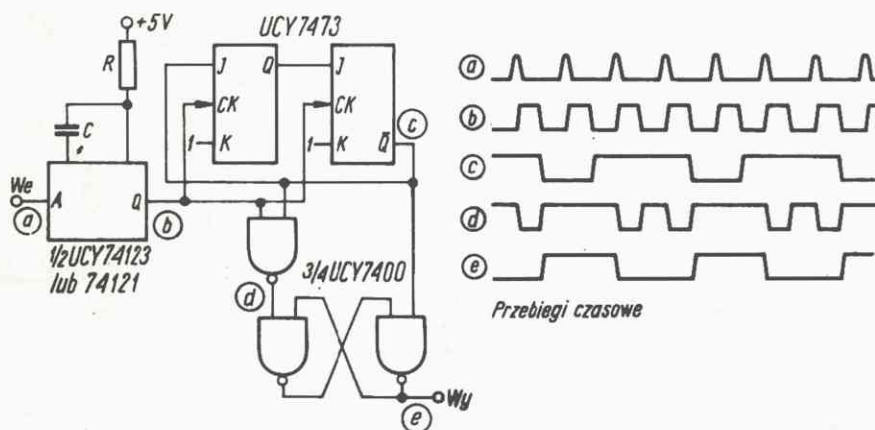 +5V
R
C
We
a
A
Q
b
1/2UCY74123
lub 74121
UCY7473
J
Q
CK
1
K
J
CK
1
K
Q̄
c
d
3/4UCY7400
e
Wy
a
b
c
d
e
Przebiegi czasowe